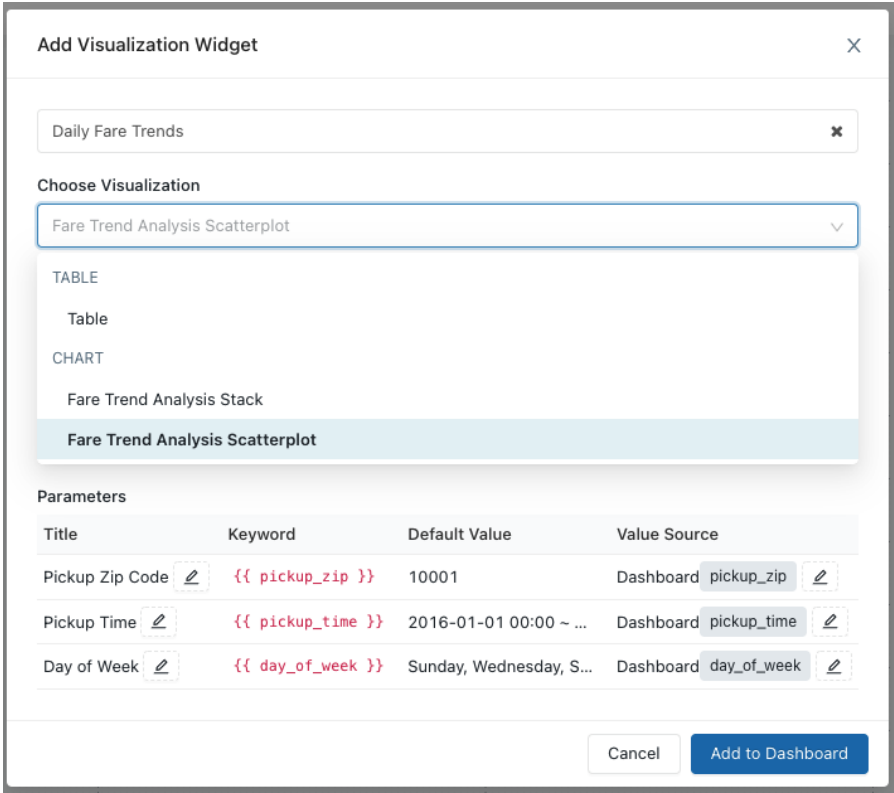 Add Visualization Widget
Daily Fare Trends
Choose Visualization
Fare Trend Analysis Scatterplot
TABLE
Table
CHART
Fare Trend Analysis Stack
Fare Trend Analysis Scatterplot
Parameters
Title Keyword Default Value Value Source
Pickup Zip Code {{ pickup_zip }} 10001 Dashboard pickup_zip
Pickup Time {{ pickup_time }} 2016-01-01 00:00 ~ ... Dashboard pickup_time
Day of Week {{ day_of_week }} Sunday, Wednesday, S... Dashboard day_of_week
Cancel Add to Dashboard